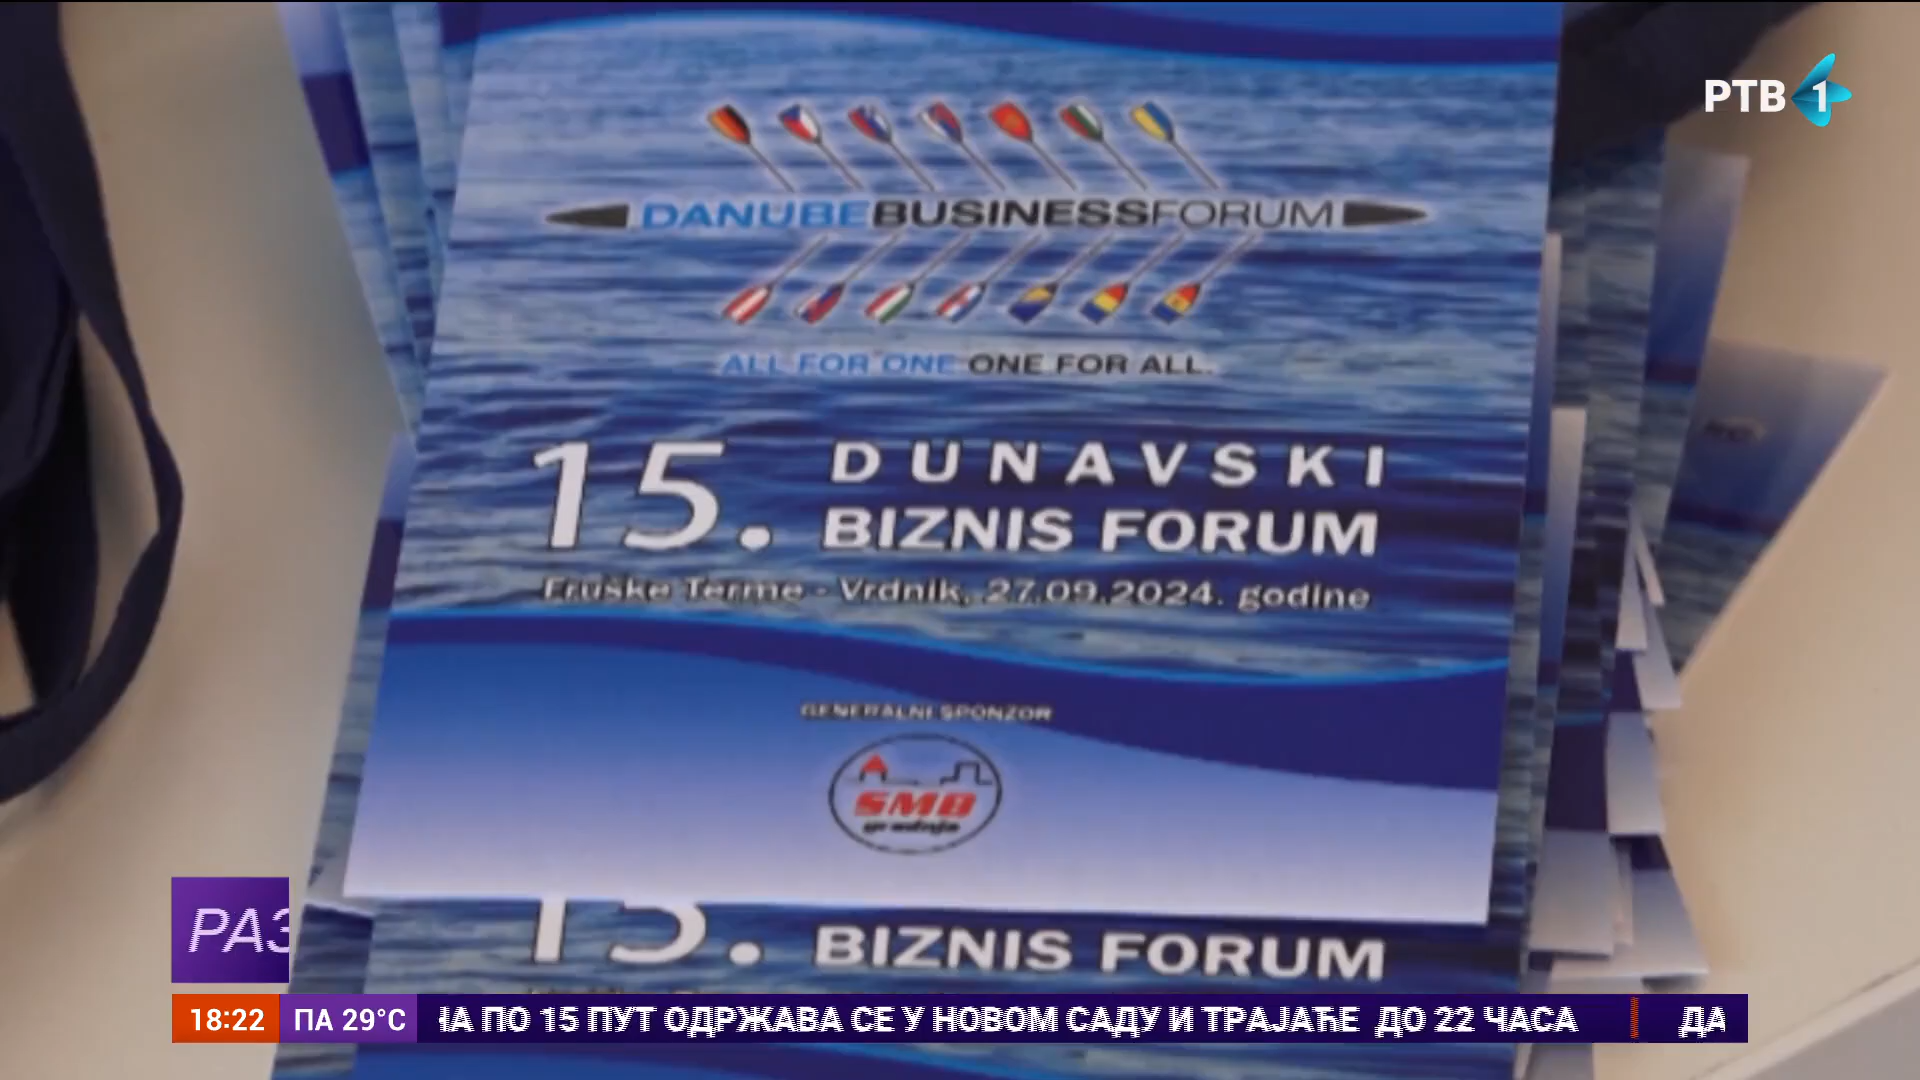 РТВ 1
DANUBEBUSINESSFORUM
ALL FOR ONE ONE FOR ALL.
15. DUNAVSKI
BIZNIS FORUM
Fruške Terme - Vrdnik, 27.09.2024. godine
GENERALNI SPONZOR
SMB
gradnja
15. BIZNIS FORUM
РАЗ
18:22 ПА 29°C НА ПО 15 ПУТ ОДРЖАВА СЕ У НОВОМ САДУ И ТРАЈАЋЕ ДО 22 ЧАСА ДА